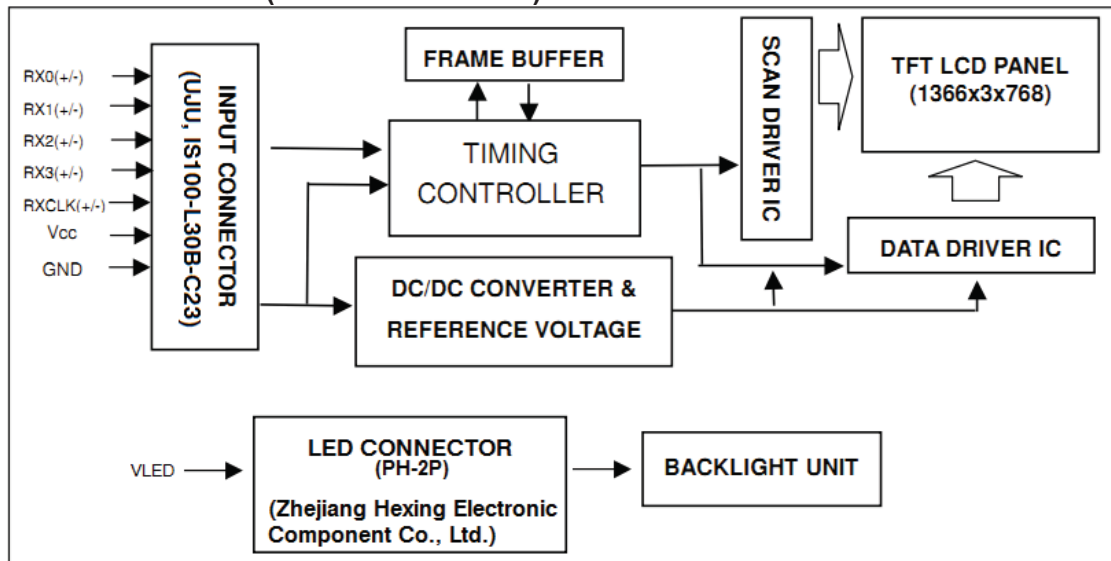 RX0(+/-)
RX1(+/-)
RX2(+/-)
RX3(+/-)
RXCLK(+/-)
Vcc
GND
INPUT CONNECTOR
(UJU, IS100-L30B-C23)
FRAME BUFFER
TIMING
CONTROLLER
DC/DC CONVERTER &
REFERENCE VOLTAGE
SCAN DRIVER IC
TFT LCD PANEL
(1366x3x768)
DATA DRIVER IC
VLED
LED CONNECTOR
(PH-2P)
(Zhejiang Hexing Electronic
Component Co., Ltd.)
BACKLIGHT UNIT